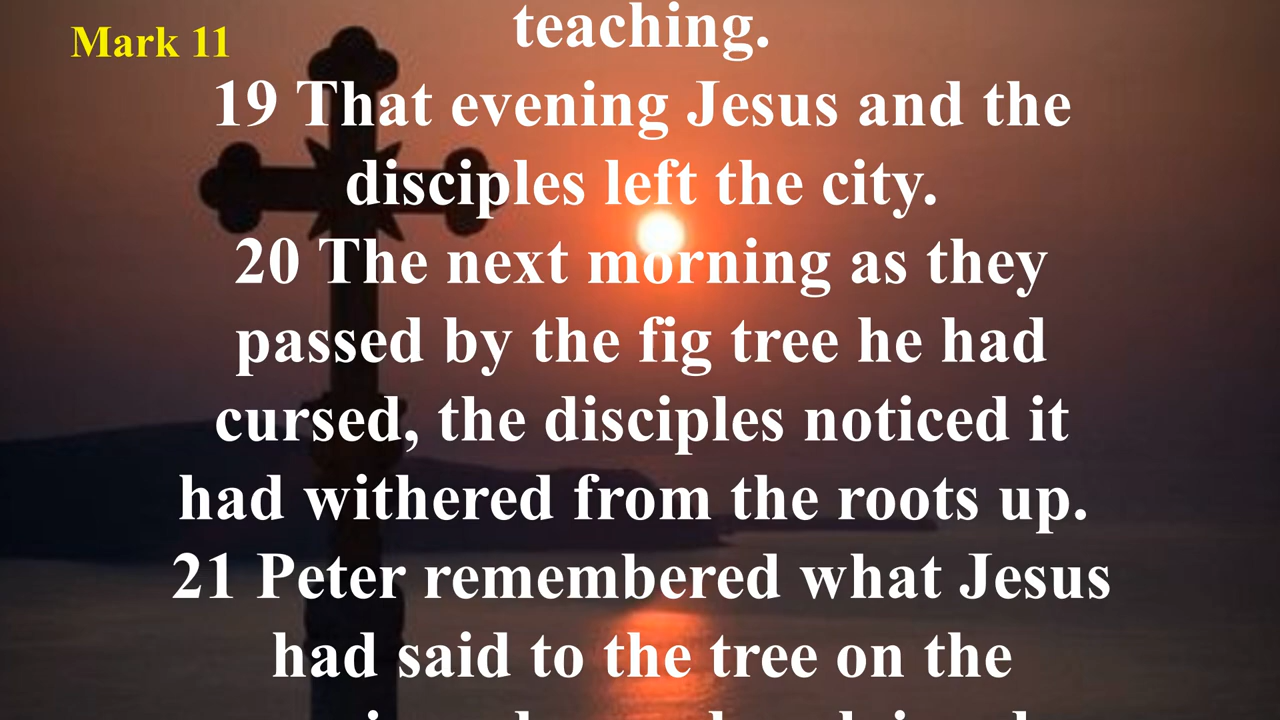 Mark 11
teaching.
19 That evening Jesus and the
disciples left the city.
20 The next morning as they
passed by the fig tree he had
cursed, the disciples noticed it
had withered from the roots up.
21 Peter remembered what Jesus
had said to the tree on the